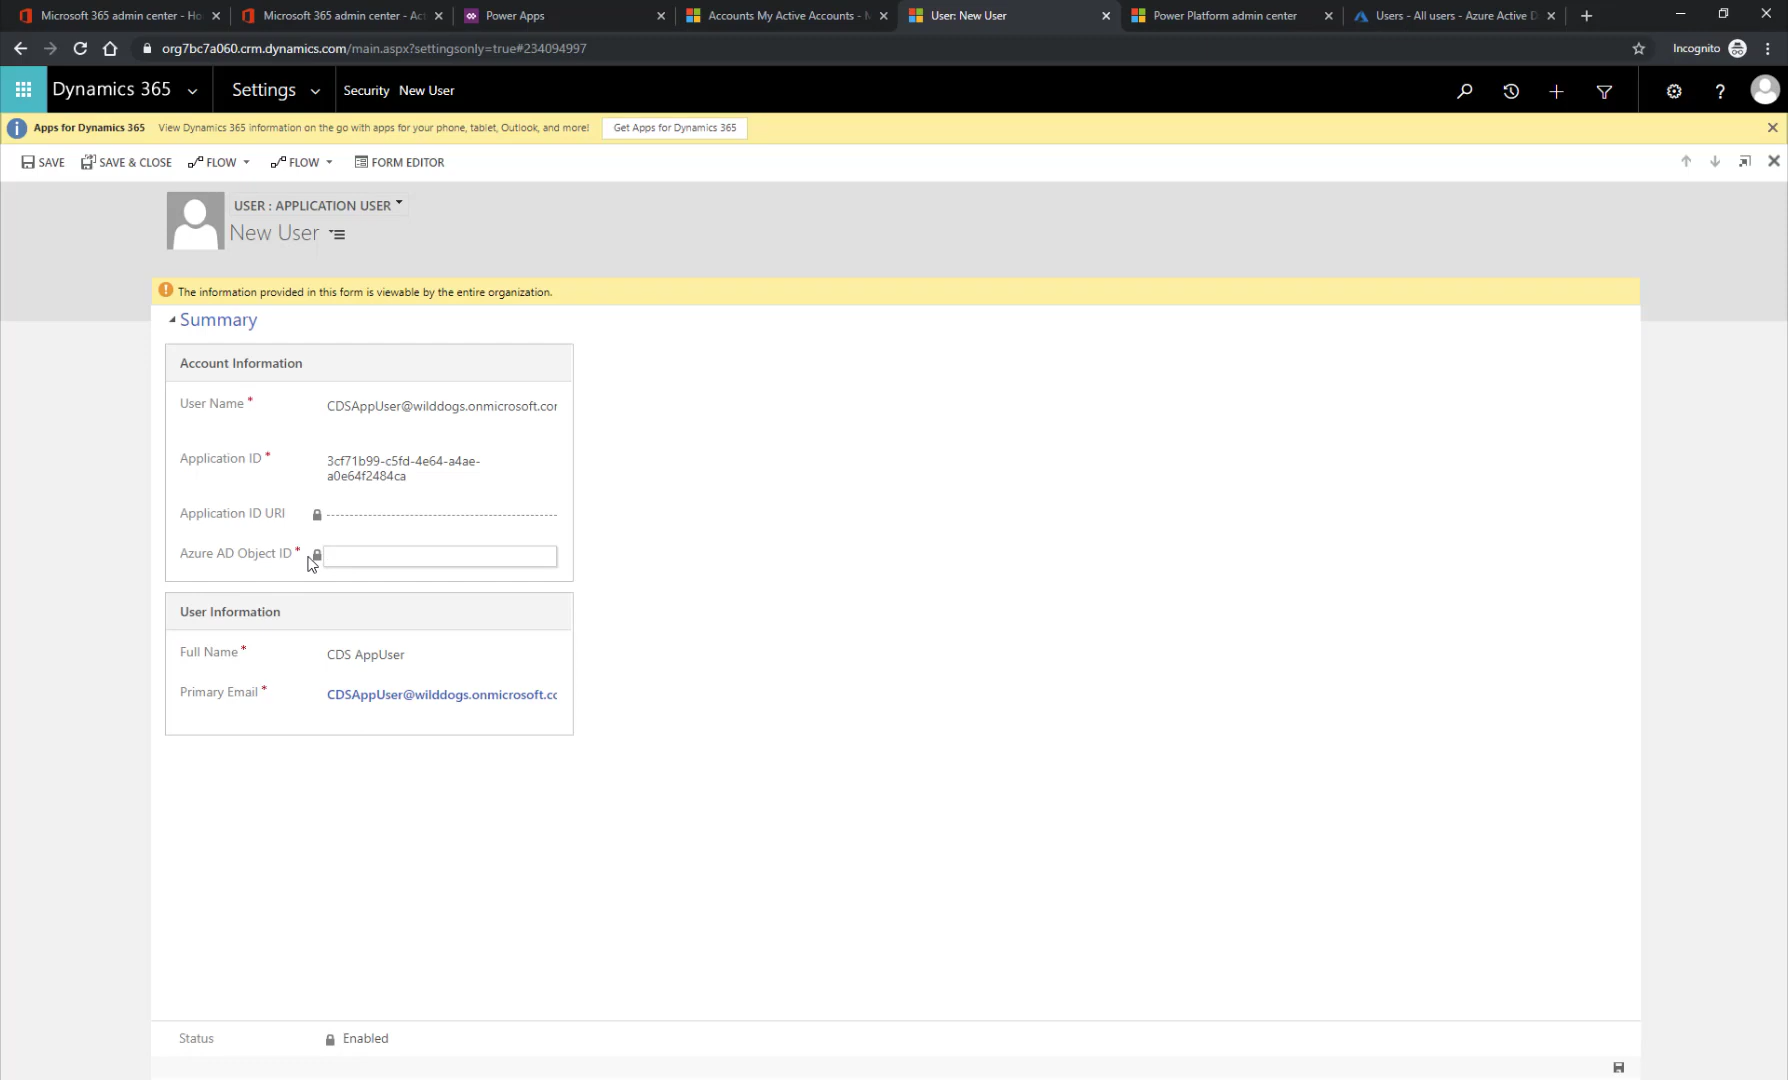 Microsoft 365 admin center - Ho
Microsoft 365 admin center - Act
Power Apps
Accounts My Active Accounts - M
User: New User
Power Platform admin center
Users - All users - Azure Active D
org7bc7a060.crm.dynamics.com/main.aspx?settingsonly=true#234094997
Incognito
Dynamics 365
Settings
Security
New User
Apps for Dynamics 365
View Dynamics 365 information on the go with apps for your phone, tablet, Outlook, and more!
Get Apps for Dynamics 365
SAVE
SAVE & CLOSE
FLOW
FLOW
FORM EDITOR
USER : APPLICATION USER
New User
The information provided in this form is viewable by the entire organization.
Summary
Account Information
User Name *
CDSAppUser@wilddogs.onmicrosoft.cor
Application ID *
3cf71b99-c5fd-4e64-a4ae-
a0e64f2484ca
Application ID URI
Azure AD Object ID *
User Information
Full Name *
CDS AppUser
Primary Email *
CDSAppUser@wilddogs.onmicrosoft.cc
Status
Enabled